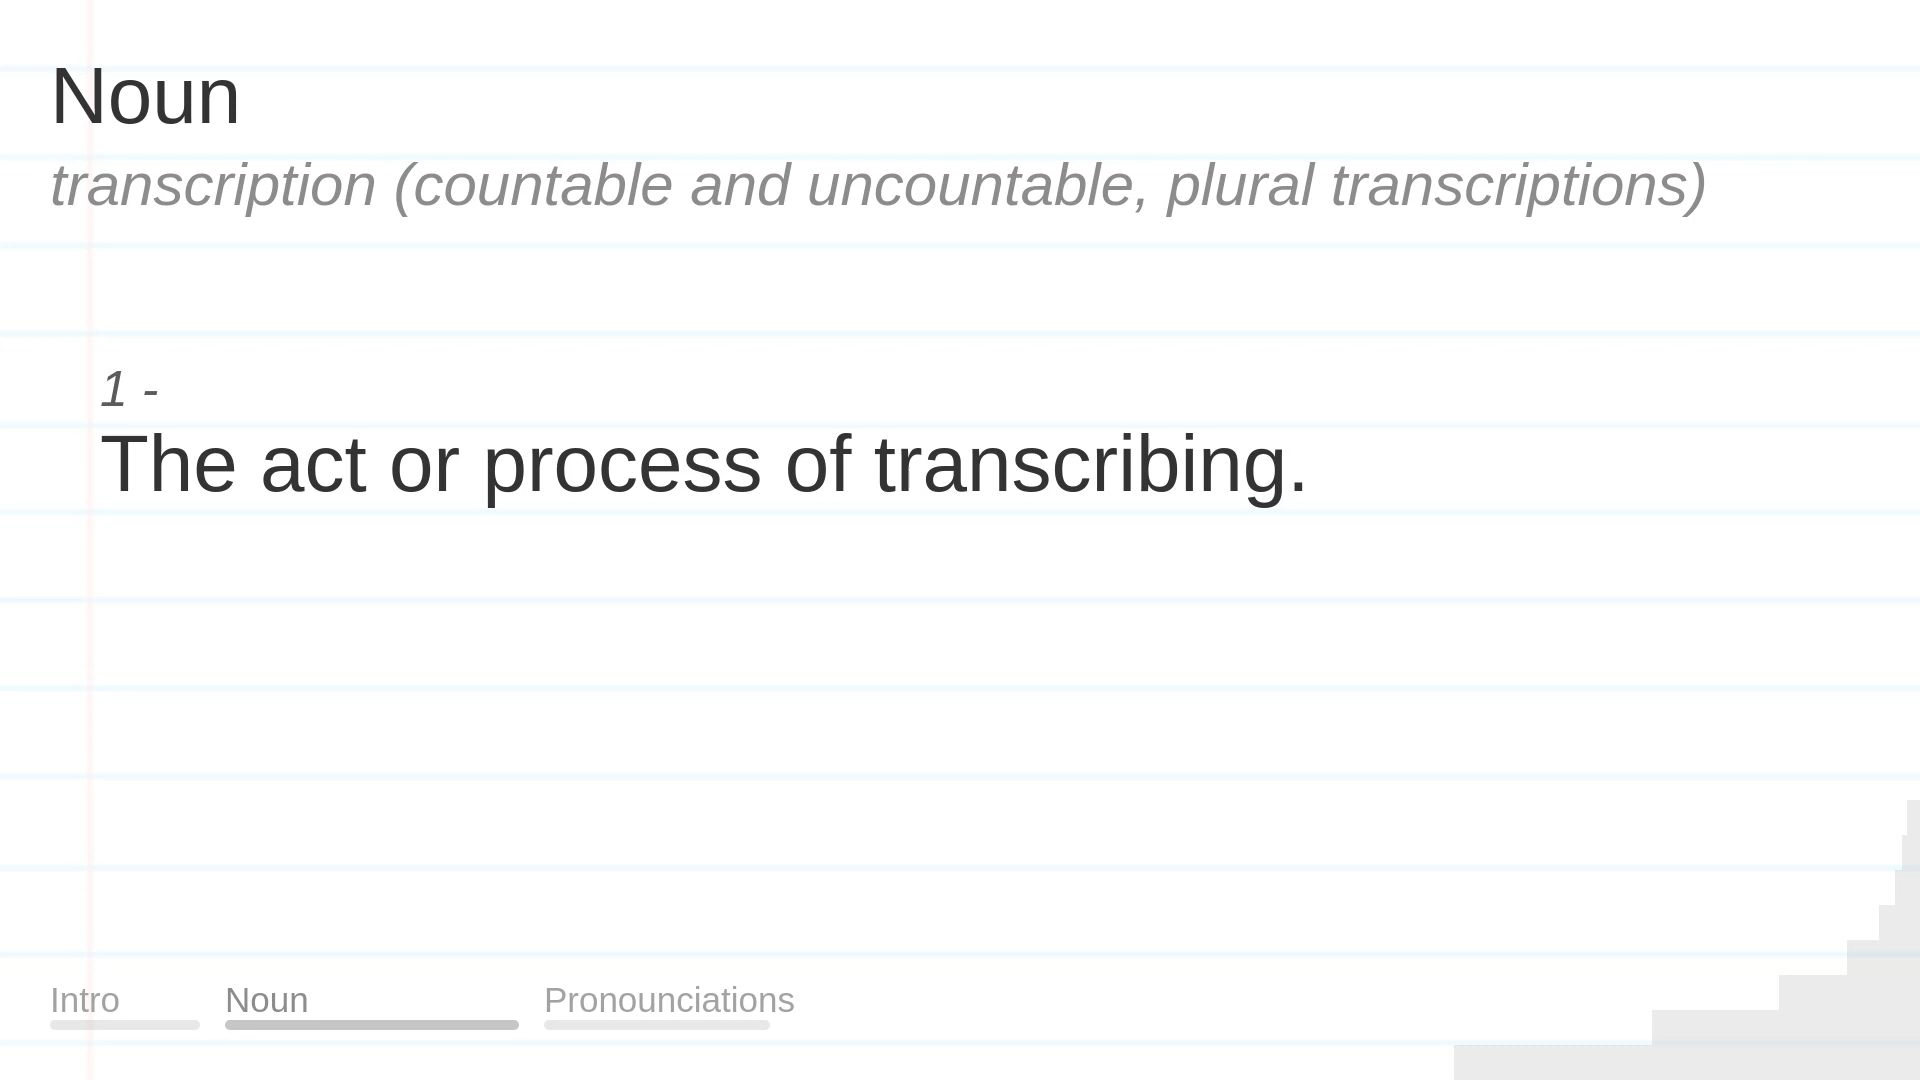 Noun
transcription (countable and uncountable, plural transcriptions)
1 -
The act or process of transcribing.
Intro Noun Pronounciations